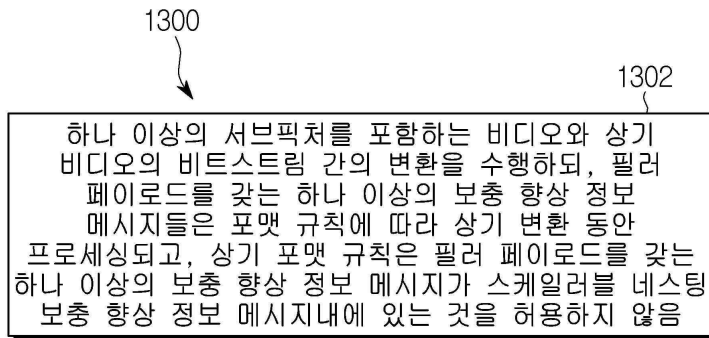 1300
1302
하나 이상의 서브픽처를 포함하는 비디오와 상기
비디오의 비트스트림 간의 변환을 수행하되, 필러
페이로드를 갖는 하나 이상의 보충 향상 정보
메시지들은 포맷 규칙에 따라 상기 변환 동안
프로세싱되고, 상기 포맷 규칙은 필러 페이로드를 갖는
하나 이상의 보충 향상 정보 메시지가 스케일러블 네스팅
보충 향상 정보 메시지내에 있는 것을 허용하지 않음